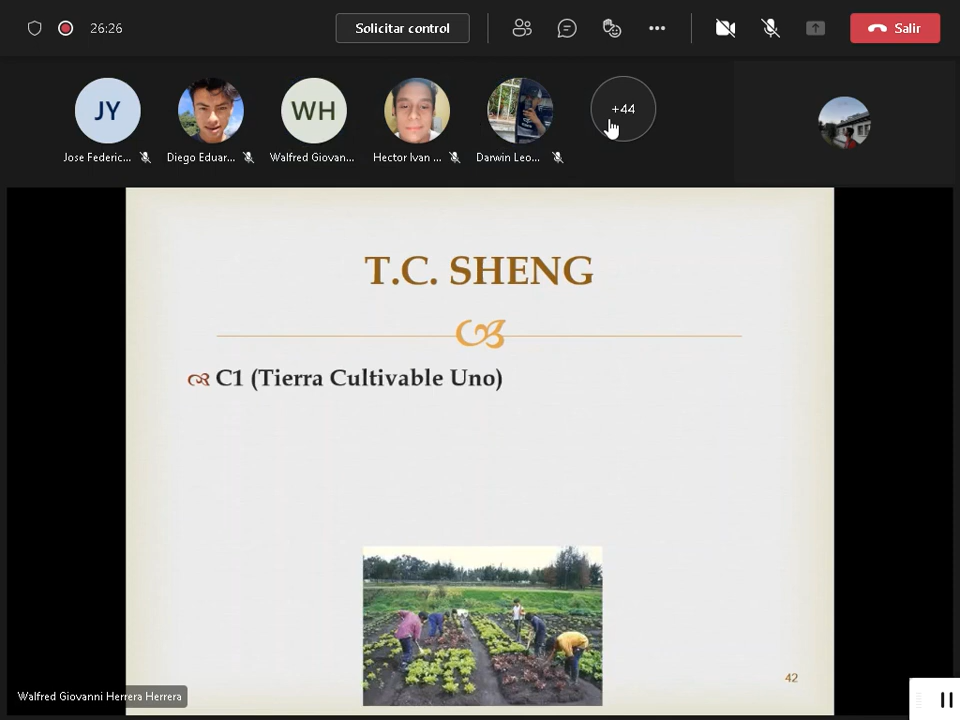 26:26
Solicitar control
Salir
JY
WH
+44
Jose Federic...
Diego Eduar...
Walfred Giovan...
Hector Ivan ...
Darwin Leo...
T.C. SHENG
C1 (Tierra Cultivable Uno)
42
Walfred Giovanni Herrera Herrera